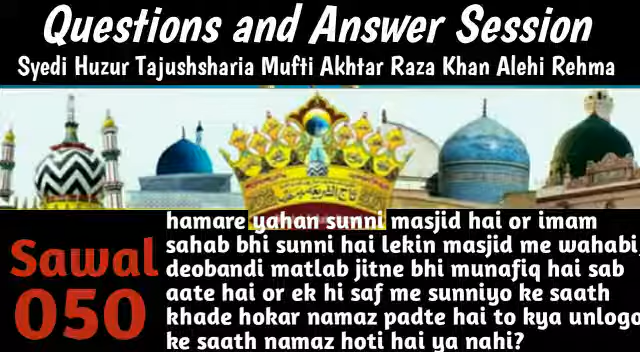 Questions and Answer Session
Syedi Huzur Tajushsharia Mufti Akhtar Raza Khan Alehi Rehma
Sawal
050
hamare yahan sunni masjid hai or imam
sahab bhi sunni hai lekin masjid me wahabi,
deobandi matlab jitne bhi munafiq hai sab
aate hai or ek hi saf me sunniyo ke saath
khade hokar namaz padte hai to kya unlogo
ke saath namaz hoti hai ya nahi?